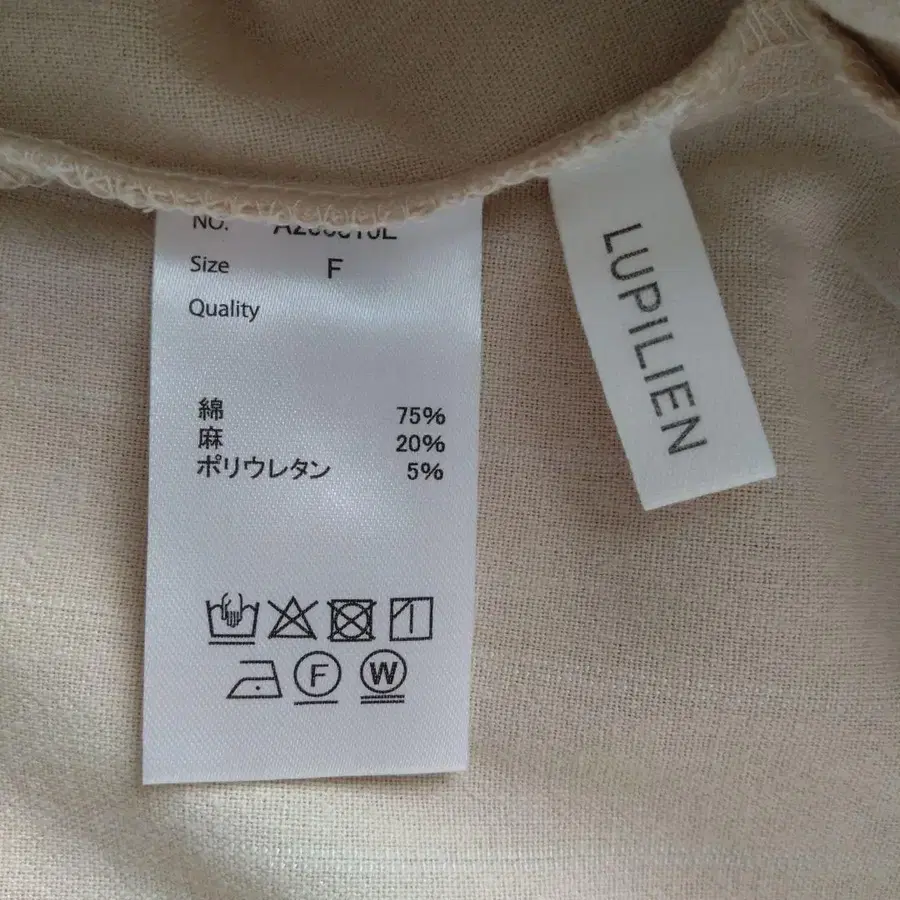 NO.
Size F
Quality
綿 75%
麻 20%
ポリウレタン 5%
F W
LUPILIEN